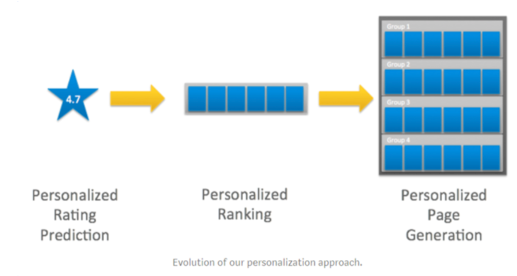 4.7
Group 1
Group 2
Group 3
Group 4
Personalized
Rating
Prediction
Personalized
Ranking
Personalized
Page
Generation
Evolution of our personalization approach.